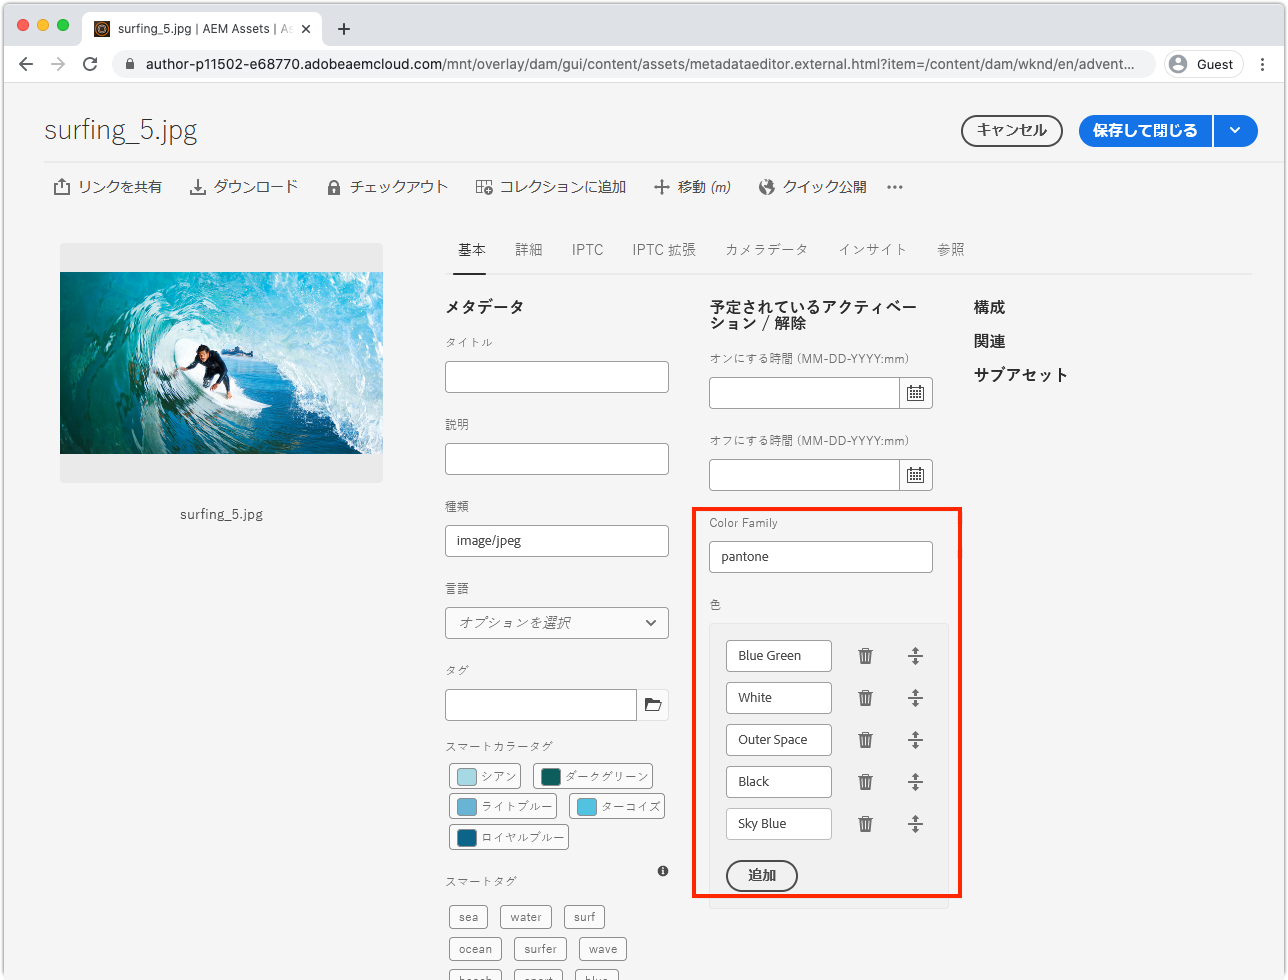 surfing_5.jpg | AEM Assets | As
author-p11502-e68770.adobeaemcloud.com/mnt/overlay/dam/gui/content/assets/metadataeditor.external.html?item=/content/dam/wknd/en/advent...
Guest
surfing_5.jpg
キャンセル
保存して閉じる
リンクを共有
ダウンロード
チェックアウト
コレクションに追加
移動 (m)
クイック公開
基本
詳細
IPTC
IPTC 拡張
カメラデータ
インサイト
参照
surfing_5.jpg
メタデータ
タイトル
説明
種類
image/jpeg
言語
オプションを選択
タグ
スマートカラータグ
シアン
ダークグリーン
ライトブルー
ターコイズ
ロイヤルブルー
スマートタグ
sea
water
surf
ocean
surfer
wave
beach
sport
blue
予定されているアクティベー
ション / 解除
オンにする時間 (MM-DD-YYYY:mm)
オフにする時間 (MM-DD-YYYY:mm)
Color Family
pantone
色
Blue Green
White
Outer Space
Black
Sky Blue
追加
構成
関連
サブアセット